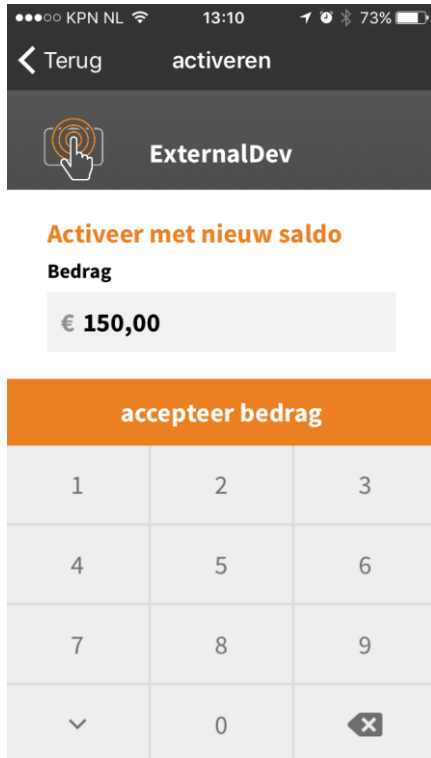 KPN NL 13:10 73%
Terug activeren
ExternalDev
Activeer met nieuw saldo
Bedrag
€ 150,00
accepteer bedrag
1 2 3
4 5 6
7 8 9
0